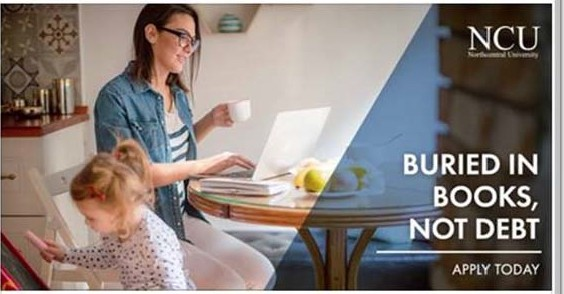 NCU
Northcentral University
BURIED IN
BOOKS,
NOT DEBT
APPLY TODAY